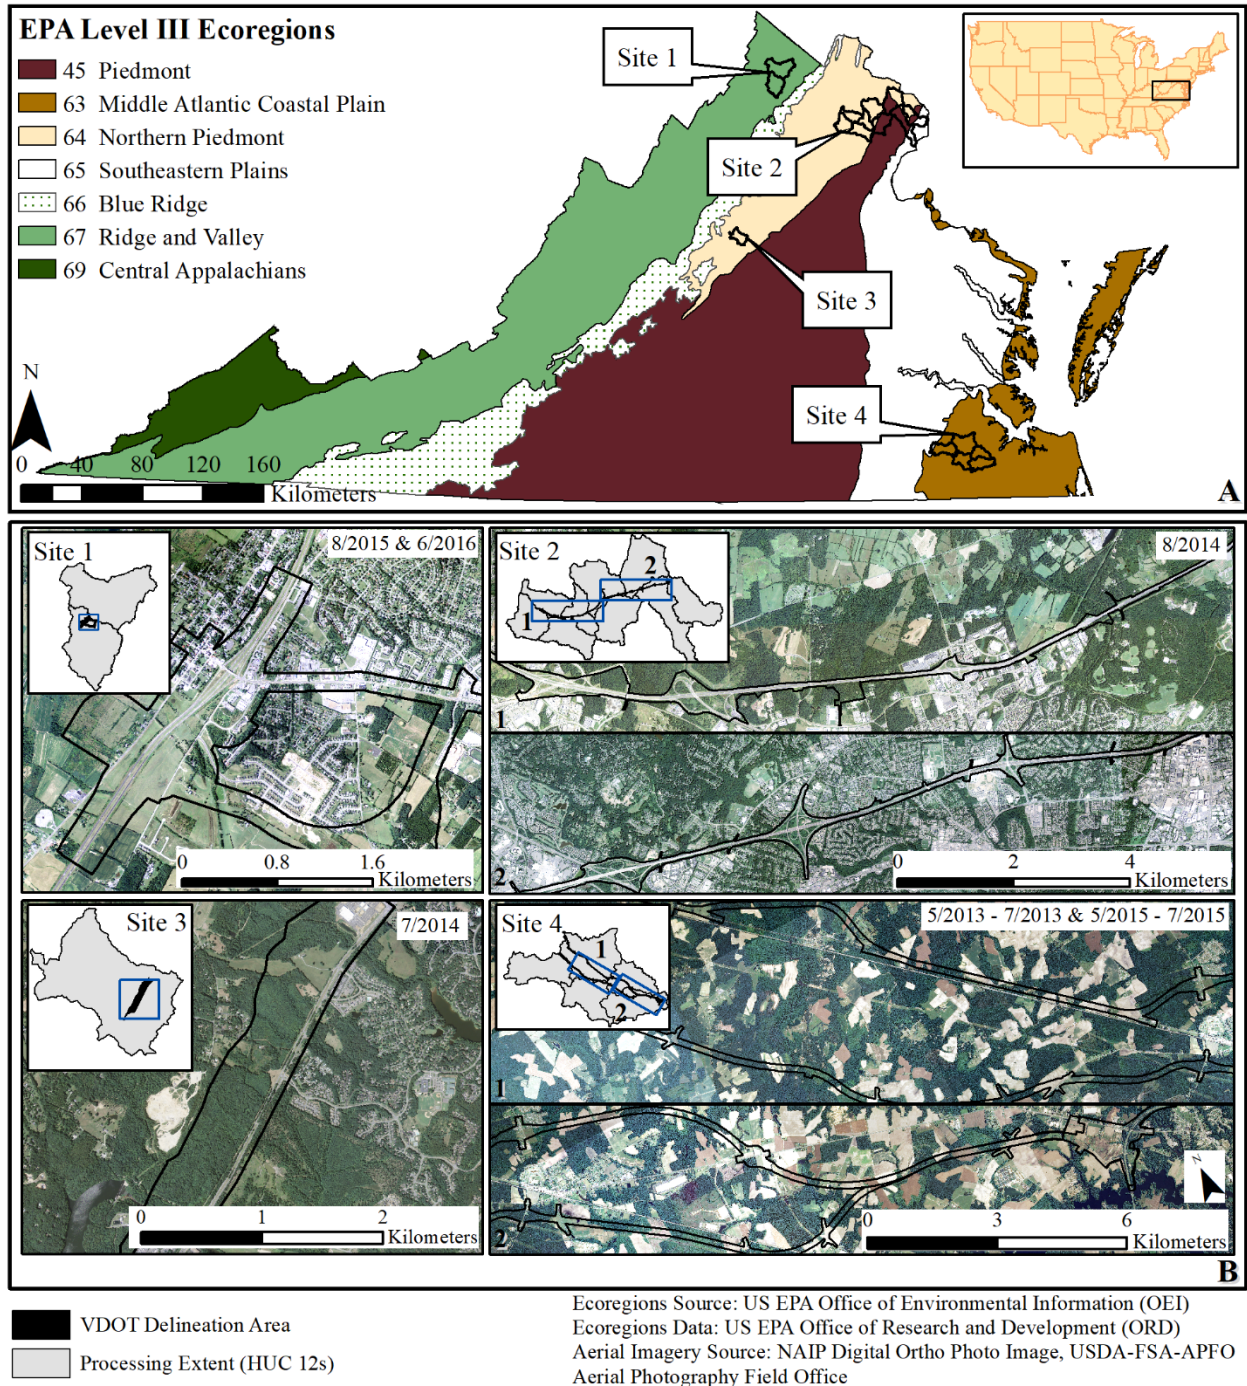 EPA Level III Ecoregions
45 Piedmont
63 Middle Atlantic Coastal Plain
64 Northern Piedmont
65 Southeastern Plains
66 Blue Ridge
67 Ridge and Valley
69 Central Appalachians
Site 1
Site 2
Site 3
Site 4
N
0 40 80 120 160
Kilometers
A
Site 1
8/2015 & 6/2016
0 0.8 1.6
Kilometers
Site 2
2
1
8/2014
1
2
0 2 4
Kilometers
Site 3
7/2014
0 1 2
Kilometers
Site 4
1
2
5/2013 - 7/2013 & 5/2015 - 7/2015
1
N
2
0 3 6
Kilometers
B
VDOT Delineation Area
Processing Extent (HUC 12s)
Ecoregions Source: US EPA Office of Environmental Information (OEI)
Ecoregions Data: US EPA Office of Research and Development (ORD)
Aerial Imagery Source: NAIP Digital Ortho Photo Image, USDA-FSA-APFO
Aerial Photography Field Office